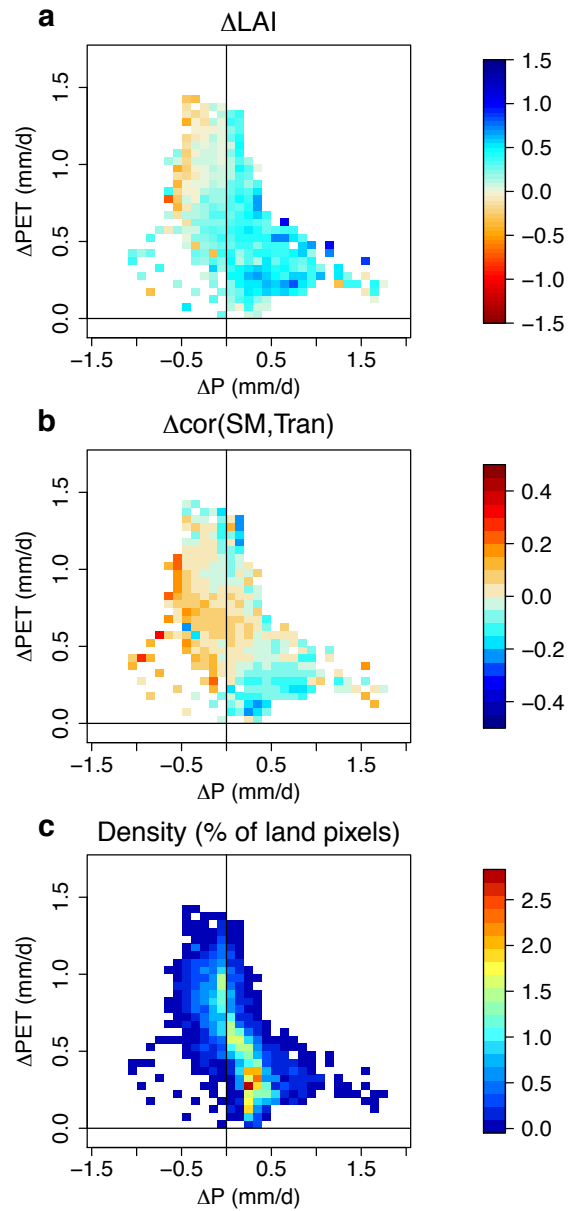 a
ΔLAI
ΔPET (mm/d)
0.0 0.5 1.0 1.5
−1.5 −0.5 0.5 1.5
ΔP (mm/d)
1.5
1.0
0.5
0.0
−0.5
−1.0
−1.5
b
Δcor(SM,Tran)
ΔPET (mm/d)
0.0 0.5 1.0 1.5
−1.5 −0.5 0.5 1.5
ΔP (mm/d)
0.4
0.2
0.0
−0.2
−0.4
c
Density (% of land pixels)
ΔPET (mm/d)
0.0 0.5 1.0 1.5
−1.5 −0.5 0.5 1.5
ΔP (mm/d)
2.5
2.0
1.5
1.0
0.5
0.0